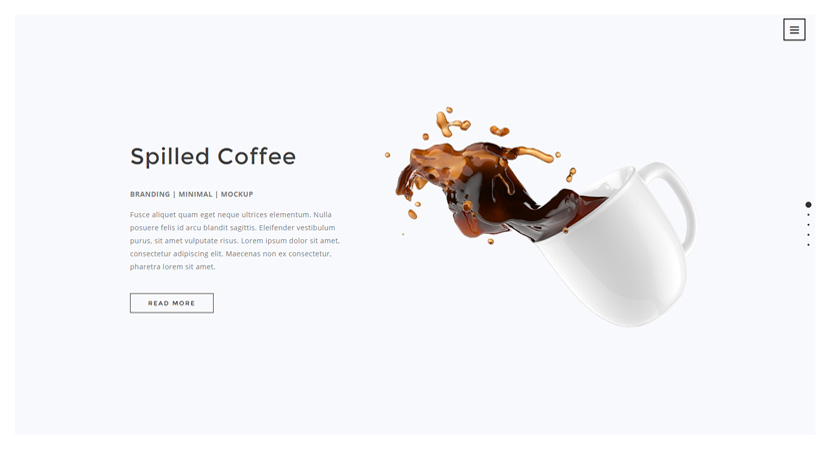 Spilled Coffee
BRANDING | MINIMAL | MOCKUP
Fusce aliquet quam eget neque ultrices elementum. Nulla
posuere felis id arcu blandit sagittis. Eleifender vestibulum
purus, sit amet vulputate risus. Lorem ipsum dolor sit amet,
consectetur adipiscing elit. Maecenas non ex consectetur,
pharetra lorem sit amet.
READ MORE